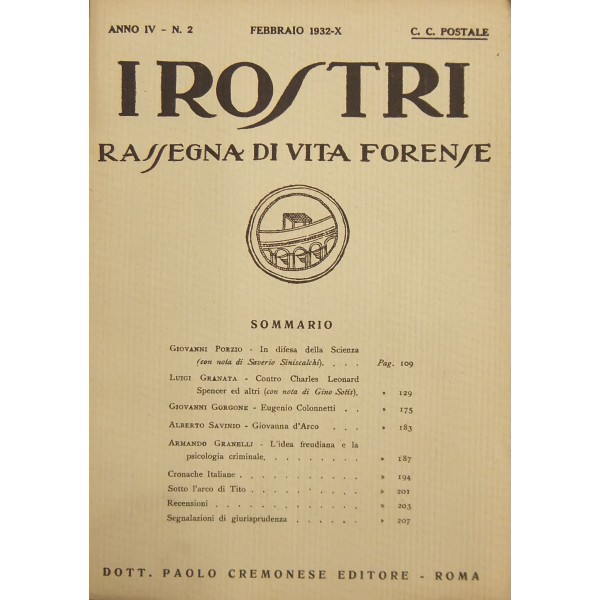 ANNO IV - N. 2 FEBBRAIO 1932-X C. C. POSTALE
I ROSTRI
RASSEGNA DI VITA FORENSE
SOMMARIO
GIOVANNI PORZIO - In difesa della Scienza
(con nota di Saverio Siniscalchi). . . . Pag. 109
LUIGI GRANATA - Contro Charles Leonard
Spencer ed altri (con nota di Gino Sotis). » 129
GIOVANNI GORGONE - Eugenio Colonnetti . . » 175
ALBERTO SAVINIO - Giovanna d'Arco . . . » 183
ARMANDO GRANELLI - L'idea freudiana e la
psicologia criminale. . . . . . . . . » 187
Cronache Italiane . . . . . . . . . . . » 194
Sotto l'arco di Tito . . . . . . . . . . » 201
Recensioni . . . . . . . . . . . . . » 203
Segnalazioni di giurisprudenza . . . . . . » 207
DOTT. PAOLO CREMONESE EDITORE - ROMA